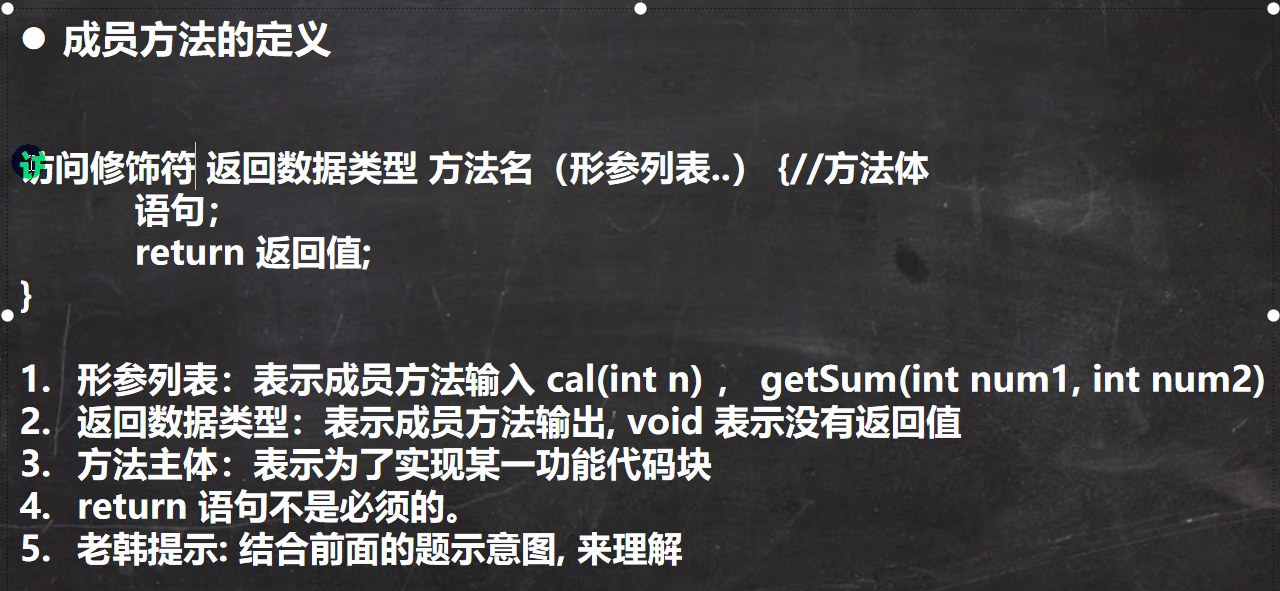 ● 成员方法的定义
访问修饰符 返回数据类型 方法名（形参列表..） {//方法体
语句；
return 返回值;
}
1. 形参列表：表示成员方法输入 cal(int n) ， getSum(int num1, int num2)
2. 返回数据类型：表示成员方法输出, void 表示没有返回值
3. 方法主体：表示为了实现某一功能代码块
4. return 语句不是必须的。
5. 老韩提示: 结合前面的题示意图, 来理解